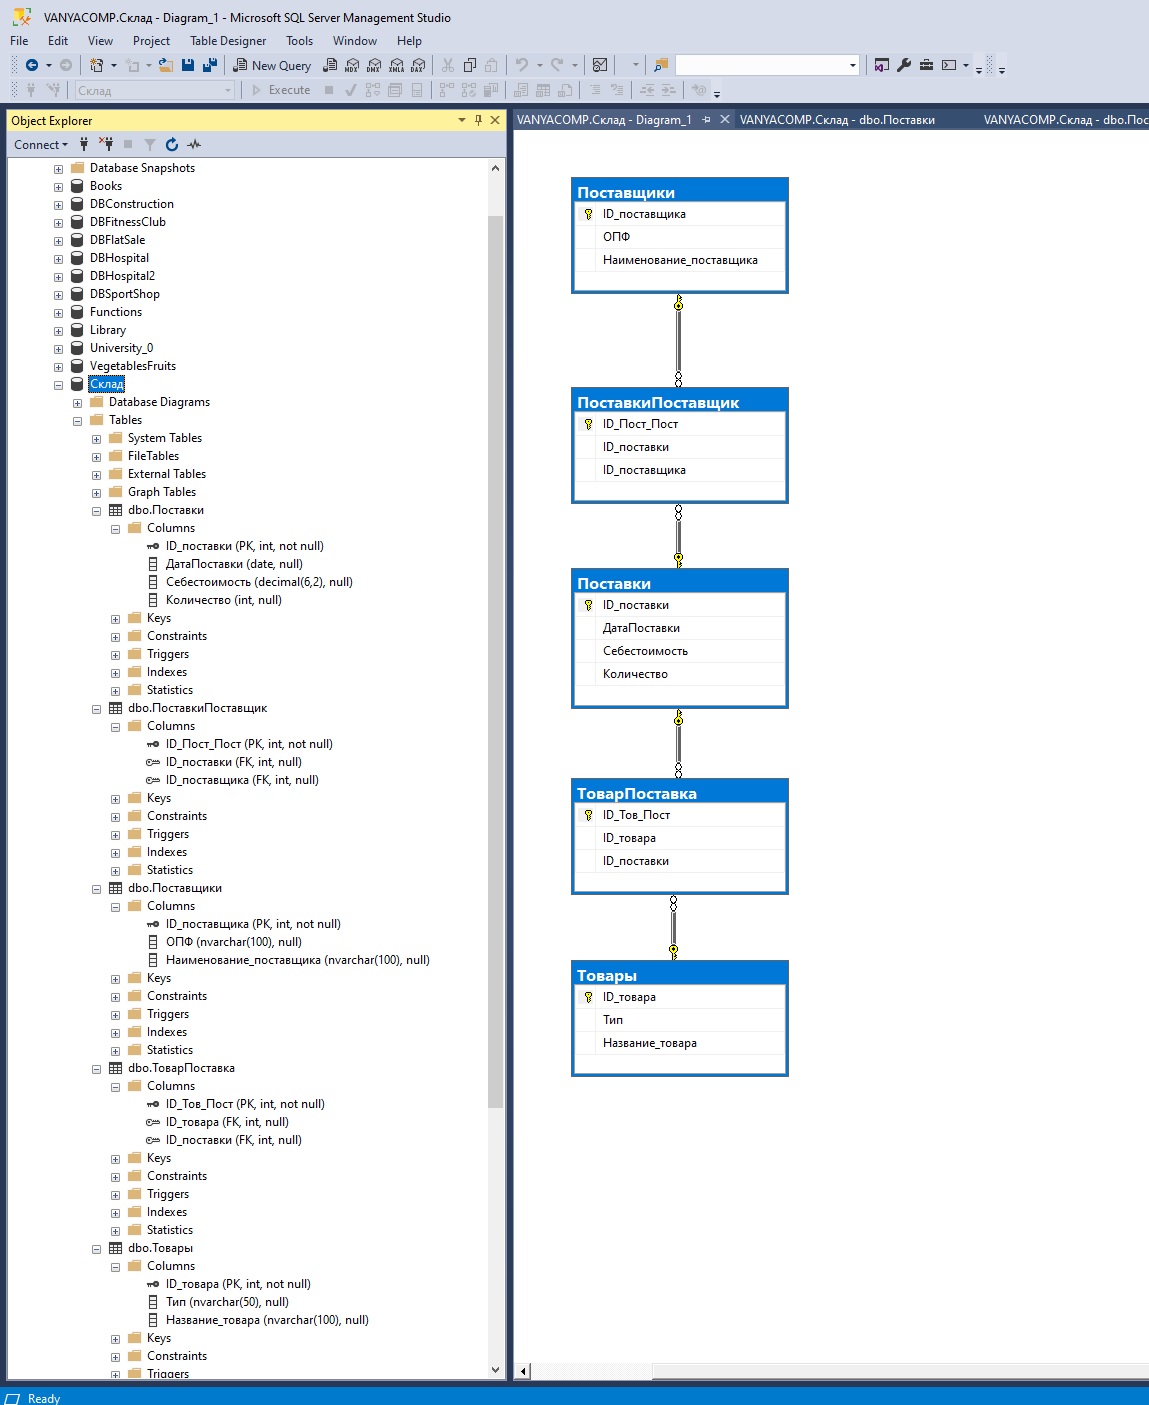 VANYACOMP.Склад - Diagram_1 - Microsoft SQL Server Management Studio
File Edit View Project Table Designer Tools Window Help
New Query MDX DMX XMLA DAX
Склад Execute
Object Explorer
Connect
Database Snapshots
Books
DBConstruction
DBFitnessClub
DBFlatSale
DBHospital
DBHospital2
DBSportShop
Functions
Library
University_0
VegetablesFruits
Склад
Database Diagrams
Tables
System Tables
FileTables
External Tables
Graph Tables
dbo.Поставки
Columns
ID_поставки (PK, int, not null)
ДатаПоставки (date, null)
Себестоимость (decimal(6,2), null)
Количество (int, null)
Keys
Constraints
Triggers
Indexes
Statistics
dbo.ПоставкиПоставщик
Columns
ID_Пост_Пост (PK, int, not null)
ID_поставки (FK, int, null)
ID_поставщика (FK, int, null)
Keys
Constraints
Triggers
Indexes
Statistics
dbo.Поставщики
Columns
ID_поставщика (PK, int, not null)
ОПФ (nvarchar(100), null)
Наименование_поставщика (nvarchar(100), null)
Keys
Constraints
Triggers
Indexes
Statistics
dbo.ТоварПоставка
Columns
ID_Тов_Пост (PK, int, not null)
ID_товара (FK, int, null)
ID_поставки (FK, int, null)
Keys
Constraints
Triggers
Indexes
Statistics
dbo.Товары
Columns
ID_товара (PK, int, not null)
Тип (nvarchar(50), null)
Название_товара (nvarchar(100), null)
Keys
Constraints
Triggers
VANYACOMP.Склад - Diagram_1 VANYACOMP.Склад - dbo.Поставки VANYACOMP.Склад - dbo.Пос
Поставщики
ID_поставщика
ОПФ
Наименование_поставщика
ПоставкиПоставщик
ID_Пост_Пост
ID_поставки
ID_поставщика
Поставки
ID_поставки
ДатаПоставки
Себестоимость
Количество
ТоварПоставка
ID_Тов_Пост
ID_товара
ID_поставки
Товары
ID_товара
Тип
Название_товара
Ready